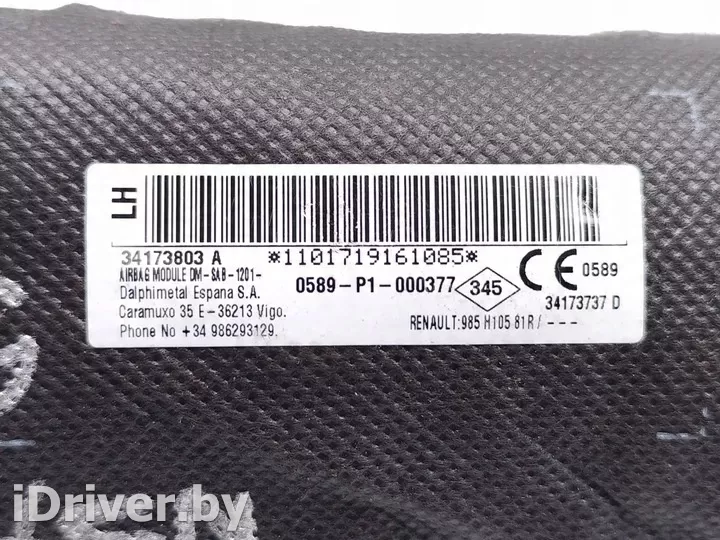 LH
34173803 A *1101719161085*
AIRBAG MODULE DM-SAB-1201-
Dalphimetal Espana S.A.
Caramuxo 35 E-36213 Vigo.
Phone No +34 986293129.
0589-P1-000377 345 CE 0589
34173737 D
RENAULT:985 H105 81R/ ---
iDriver.by